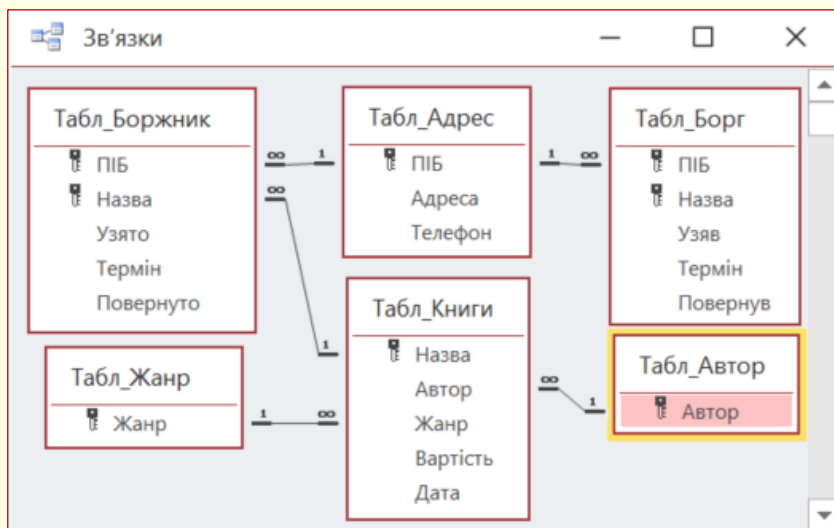 Зв’язки
Табл_Боржник
ПІБ
Назва
Узято
Термін
Повернуто
Табл_Адрес
ПІБ
Адреса
Телефон
Табл_Борг
ПІБ
Назва
Узяв
Термін
Повернув
Табл_Жанр
Жанр
Табл_Книги
Назва
Автор
Жанр
Вартість
Дата
Табл_Автор
Автор
∞ 1
1 ∞
∞
1
1 ∞
∞
1